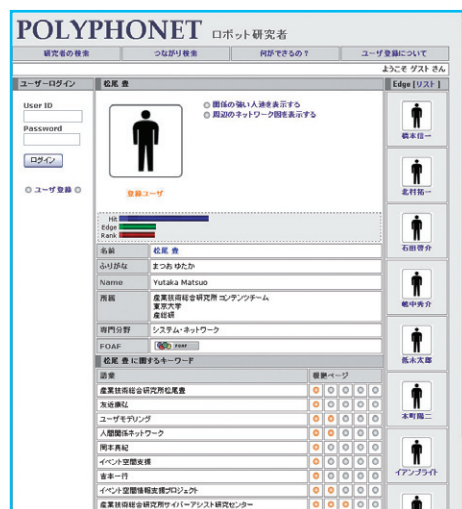 POLYPHONET ロボット研究者
研究者の検索 つながり検索 何ができるの? ユーザ登録について
ようこそ ゲスト さん
ユーザーログイン
User ID
Password
ログイン
ユーザ登録
松尾 豊
関係の強い人達を表示する
周辺のネットワーク図を表示する
登録ユーザ
Hit
Edge
Rank
名前 松尾 豊
ふりがな まつお ゆたか
Name Yutaka Matsuo
所属 産業技術総合研究所 コンテンツチーム
東京大学
産総研
専門分野 システム・ネットワーク
FOAF FOAF
松尾 豊 に関するキーワード
語彙 根拠ページ
産業技術総合研究所松尾豊
友近康弘
ユーザモデリング
人間関係ネットワーク
岡本真紀
イベント空間支援
吉本一行
イベント空間情報支援プロジェクト
産業技術総合研究所サイバーアシスト研究センター
Edge [リスト]
橋本信一
北村拓一
石田啓介
嶋中秀介
本町陽二
イアンブライト